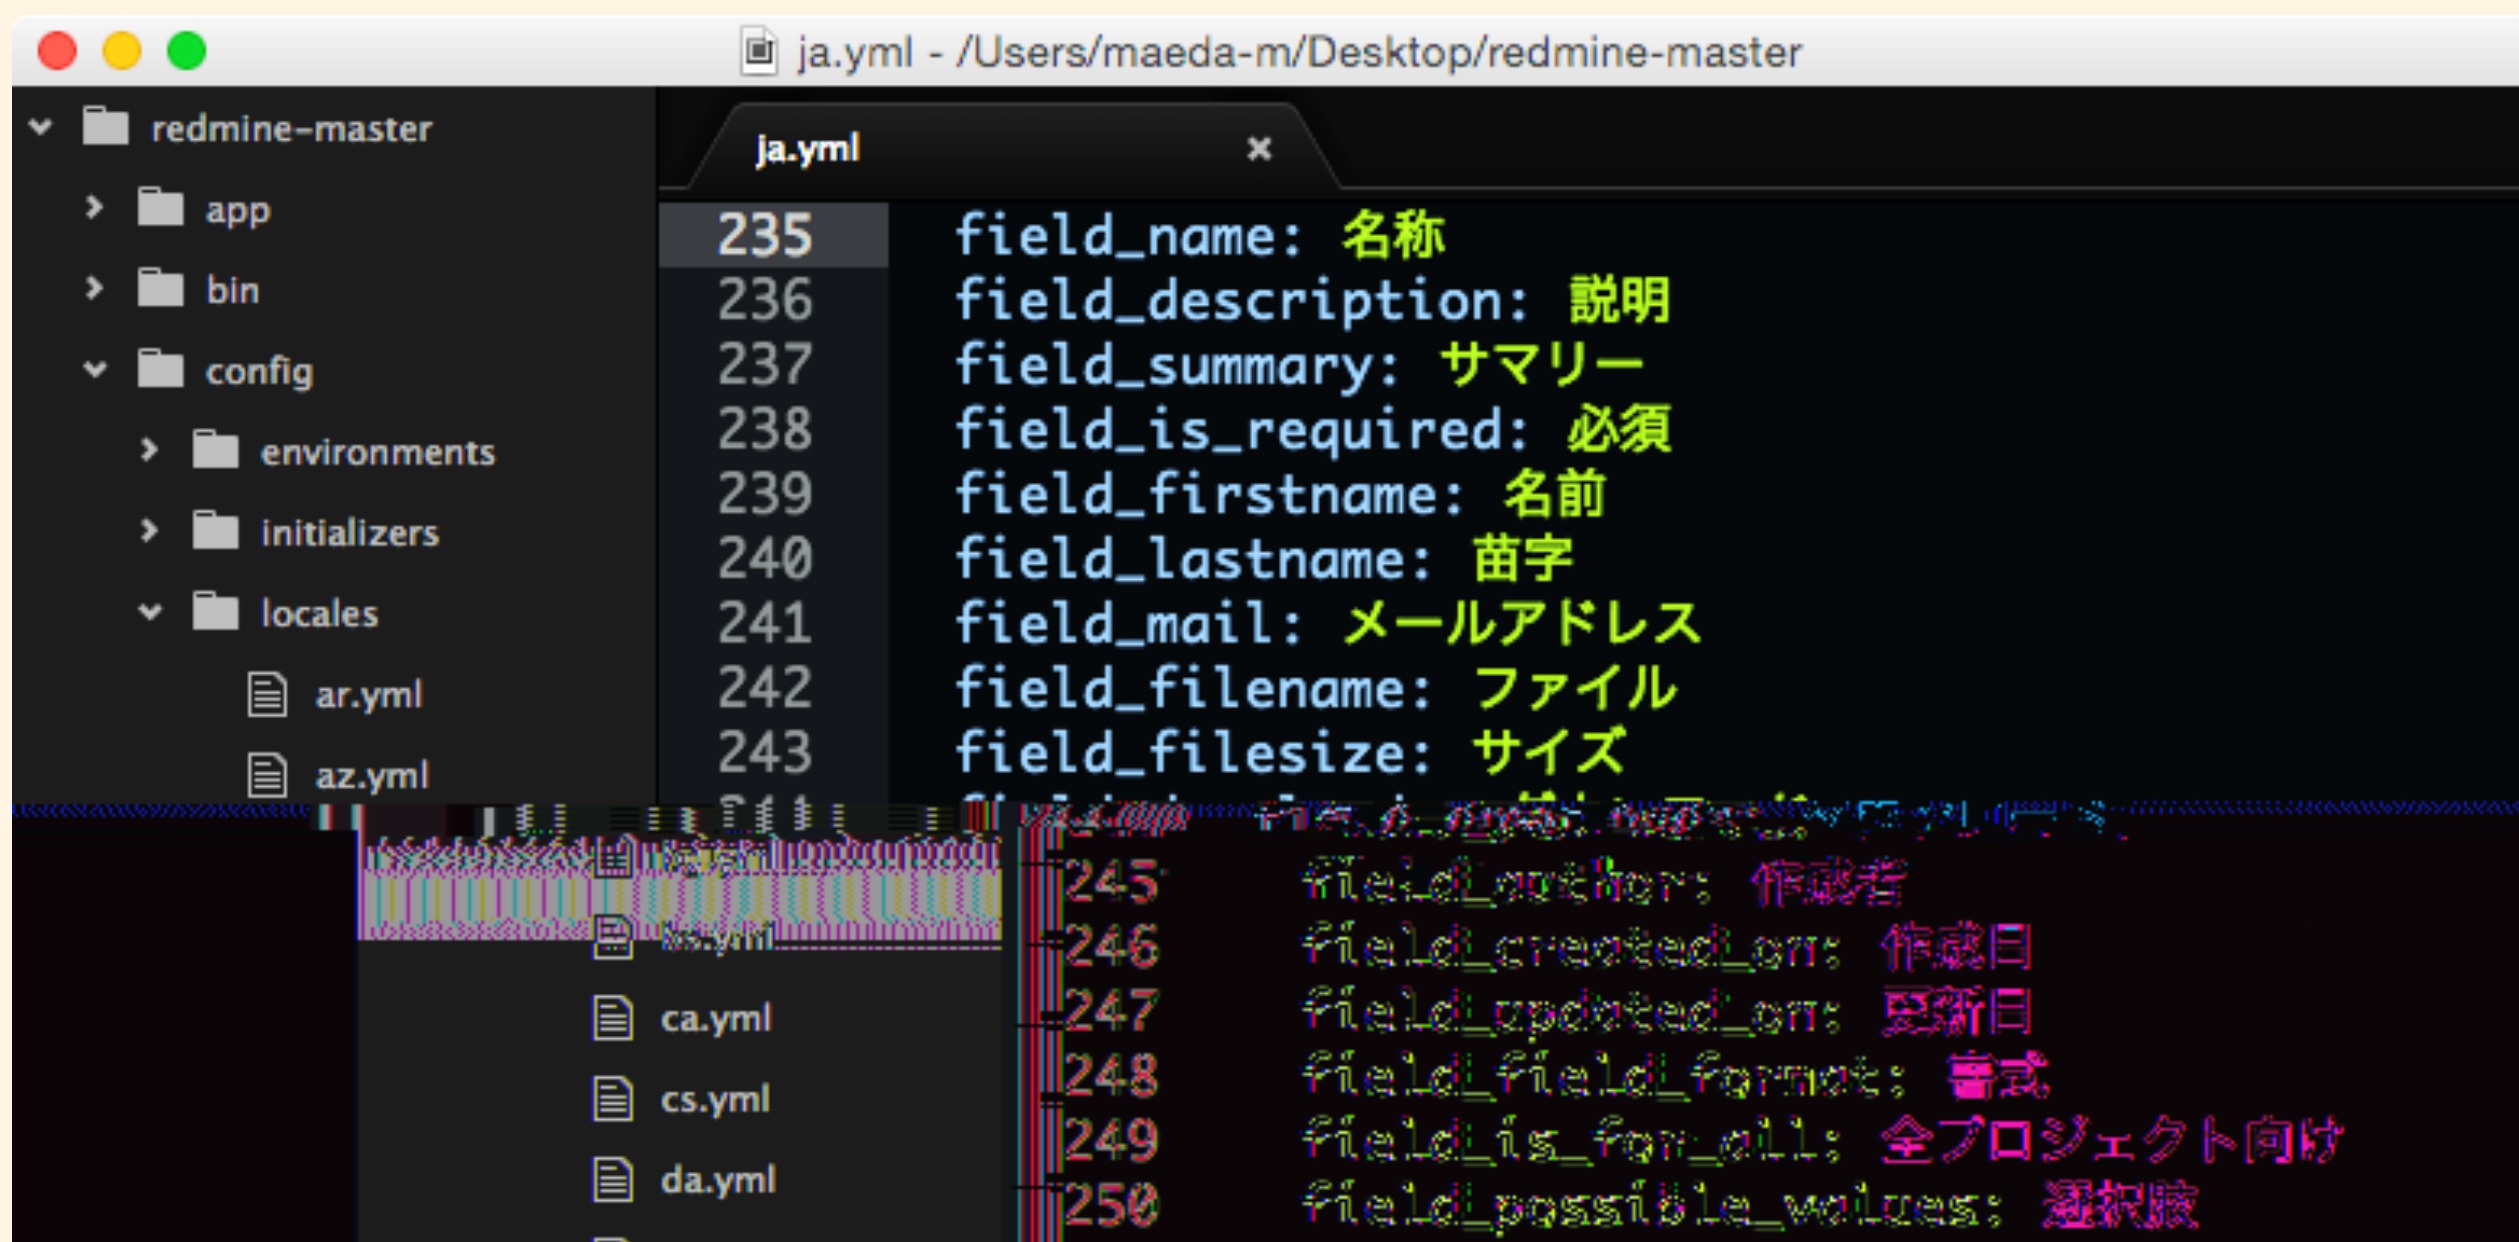 ja.yml - /Users/maeda-m/Desktop/redmine-master
redmine-master
app
bin
config
environments
initializers
locales
ar.yml
az.yml
ca.yml
cs.yml
da.yml
ja.yml
235 field_name: 名称
236 field_description: 説明
237 field_summary: サマリー
238 field_is_required: 必須
239 field_firstname: 名前
240 field_lastname: 苗字
241 field_mail: メールアドレス
242 field_filename: ファイル
243 field_filesize: サイズ
245 field_author: 作成者
246 field_created_on: 作成日
247 field_updated_on: 更新日
248 field_field_format: 書式
249 field_is_for_all: 全プロジェクト向け
250 field_possible_values: 選択肢